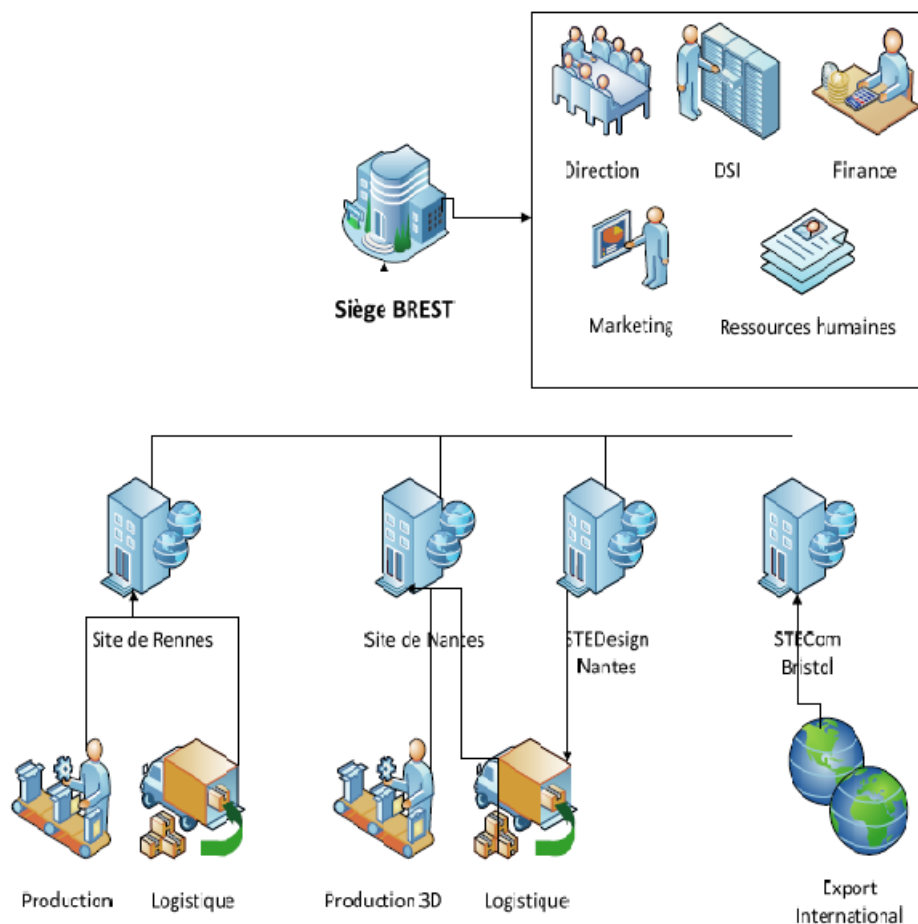 Direction
DSI
Finance
Siège BREST
Marketing
Ressources humaines
Site de Rennes
Site de Nantes
STEDesign
Nantes
STECom
Bristol
Production
Logistique
Production 3D
Logistique
Export
International